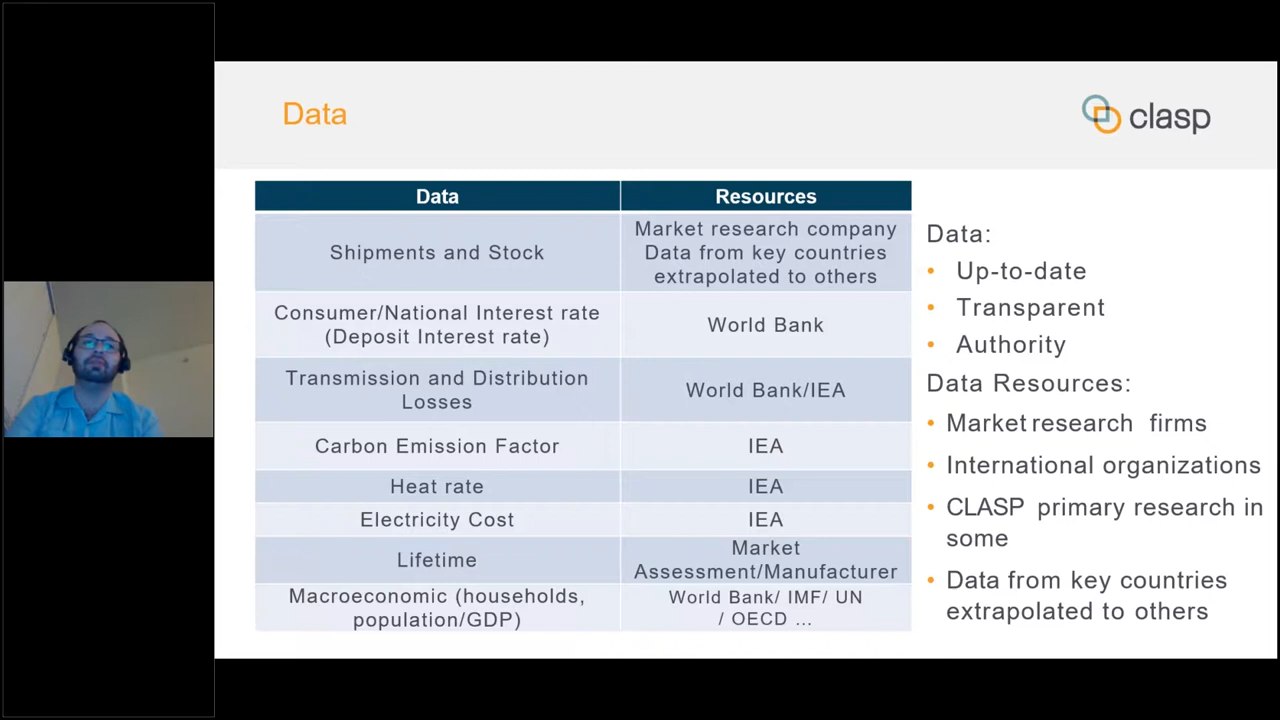 Data
clasp
Data
Resources
Shipments and Stock
Market research company
Data from key countries
extrapolated to others
Consumer/National Interest rate
(Deposit Interest rate)
World Bank
Transmission and Distribution
Losses
World Bank/IEA
Carbon Emission Factor
IEA
Heat rate
IEA
Electricity Cost
IEA
Lifetime
Market
Assessment/Manufacturer
Macroeconomic (households,
population/GDP)
World Bank/ IMF/ UN
/ OECD ...
Data:
• Up-to-date
• Transparent
• Authority
Data Resources:
• Market research firms
• International organizations
• CLASP primary research in
some
• Data from key countries
extrapolated to others